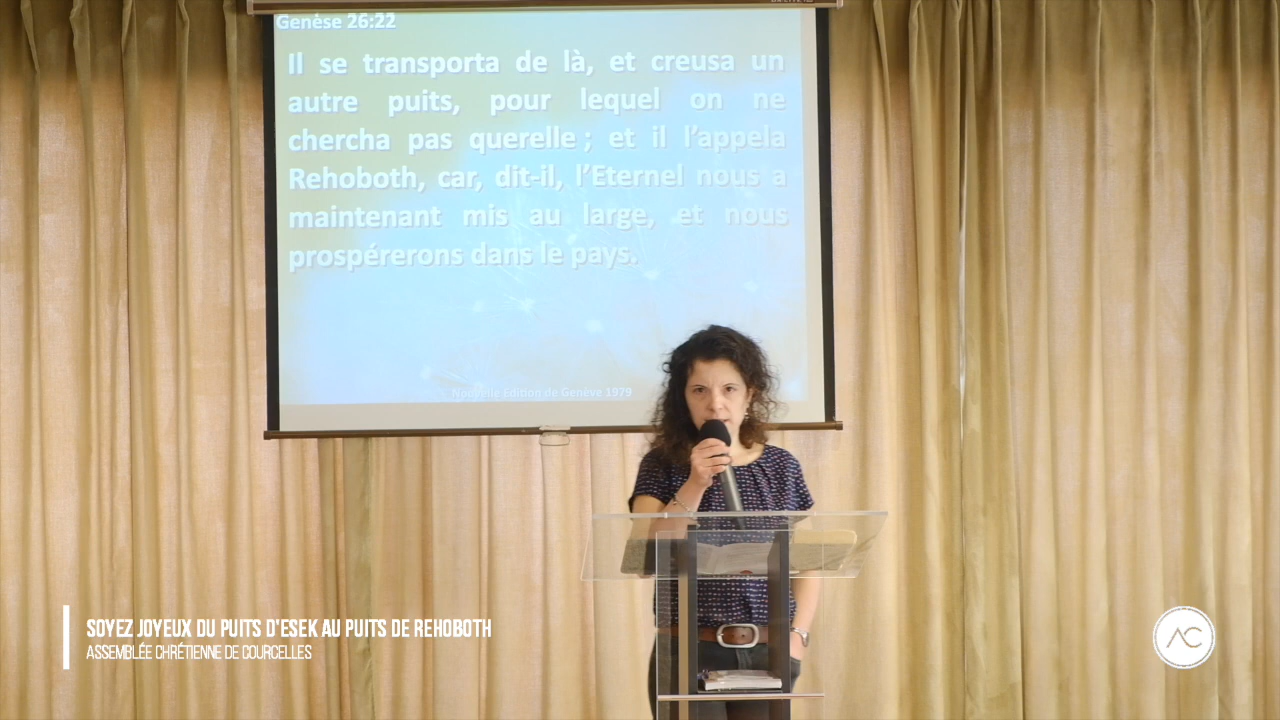 Genèse 26:22
Il se transporta de là, et creusa un
autre puits, pour lequel on ne
chercha pas querelle ; et il l'appela
Rehoboth, car, dit-il, l'Eternel nous a
maintenant mis au large, et nous
prospérerons dans le pays.
Nouvelle Edition de Genève 1979
SOYEZ JOYEUX DU PUITS D'ESEK AU PUITS DE REHOBOTH
ASSEMBLÉE CHRÉTIENNE DE COURCELLES
AC